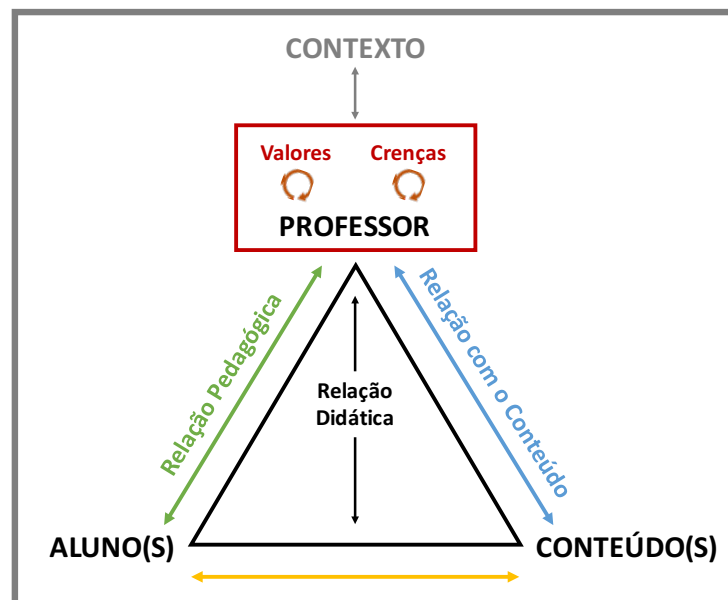 CONTEXTO
Valores
Crenças
PROFESSOR
Relação Pedagógica
Relação com o Conteúdo
Relação
Didática
ALUNO(S)
CONTEÚDO(S)